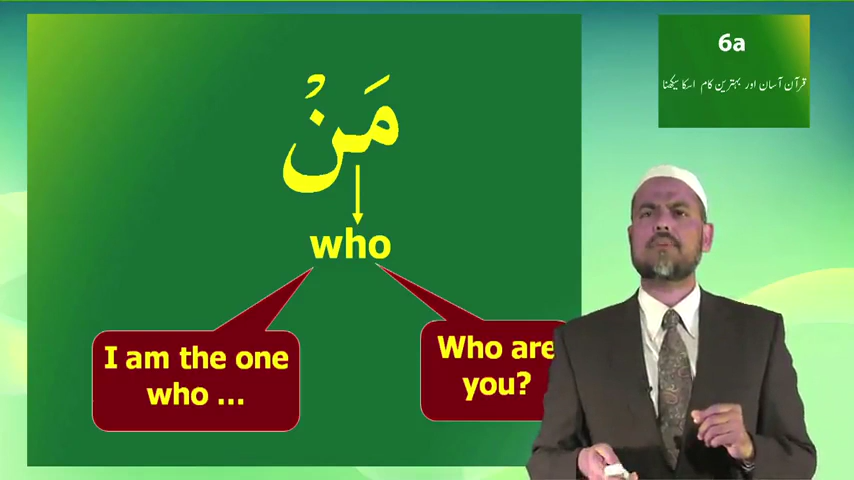 مَنْ
who
I am the one
who ...
Who are
you?
6a
قرآن آسان اور بہترین کام اسکا سیکھنا